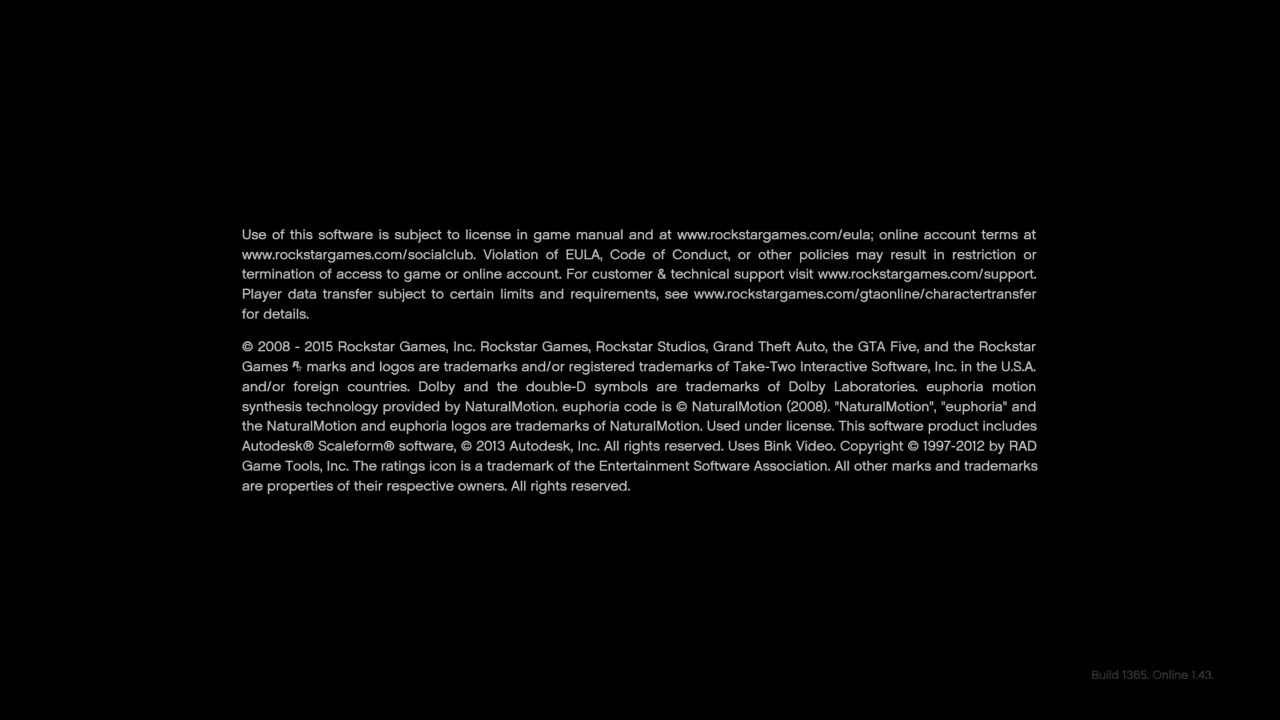 Use of this software is subject to license in game manual and at www.rockstargames.com/eula; online account terms at
www.rockstargames.com/socialclub. Violation of EULA, Code of Conduct, or other policies may result in restriction or
termination of access to game or online account. For customer & technical support visit www.rockstargames.com/support.
Player data transfer subject to certain limits and requirements, see www.rockstargames.com/gtaonline/charactertransfer
for details.
© 2008 - 2015 Rockstar Games, Inc. Rockstar Games, Rockstar Studios, Grand Theft Auto, the GTA Five, and the Rockstar
Games R* marks and logos are trademarks and/or registered trademarks of Take-Two Interactive Software, Inc. in the U.S.A.
and/or foreign countries. Dolby and the double-D symbols are trademarks of Dolby Laboratories. euphoria motion
synthesis technology provided by NaturalMotion. euphoria code is © NaturalMotion (2008). "NaturalMotion", "euphoria" and
the NaturalMotion and euphoria logos are trademarks of NaturalMotion. Used under license. This software product includes
Autodesk® Scaleform® software, © 2013 Autodesk, Inc. All rights reserved. Uses Bink Video. Copyright © 1997-2012 by RAD
Game Tools, Inc. The ratings icon is a trademark of the Entertainment Software Association. All other marks and trademarks
are properties of their respective owners. All rights reserved.
Build 1365. Online 1.43.